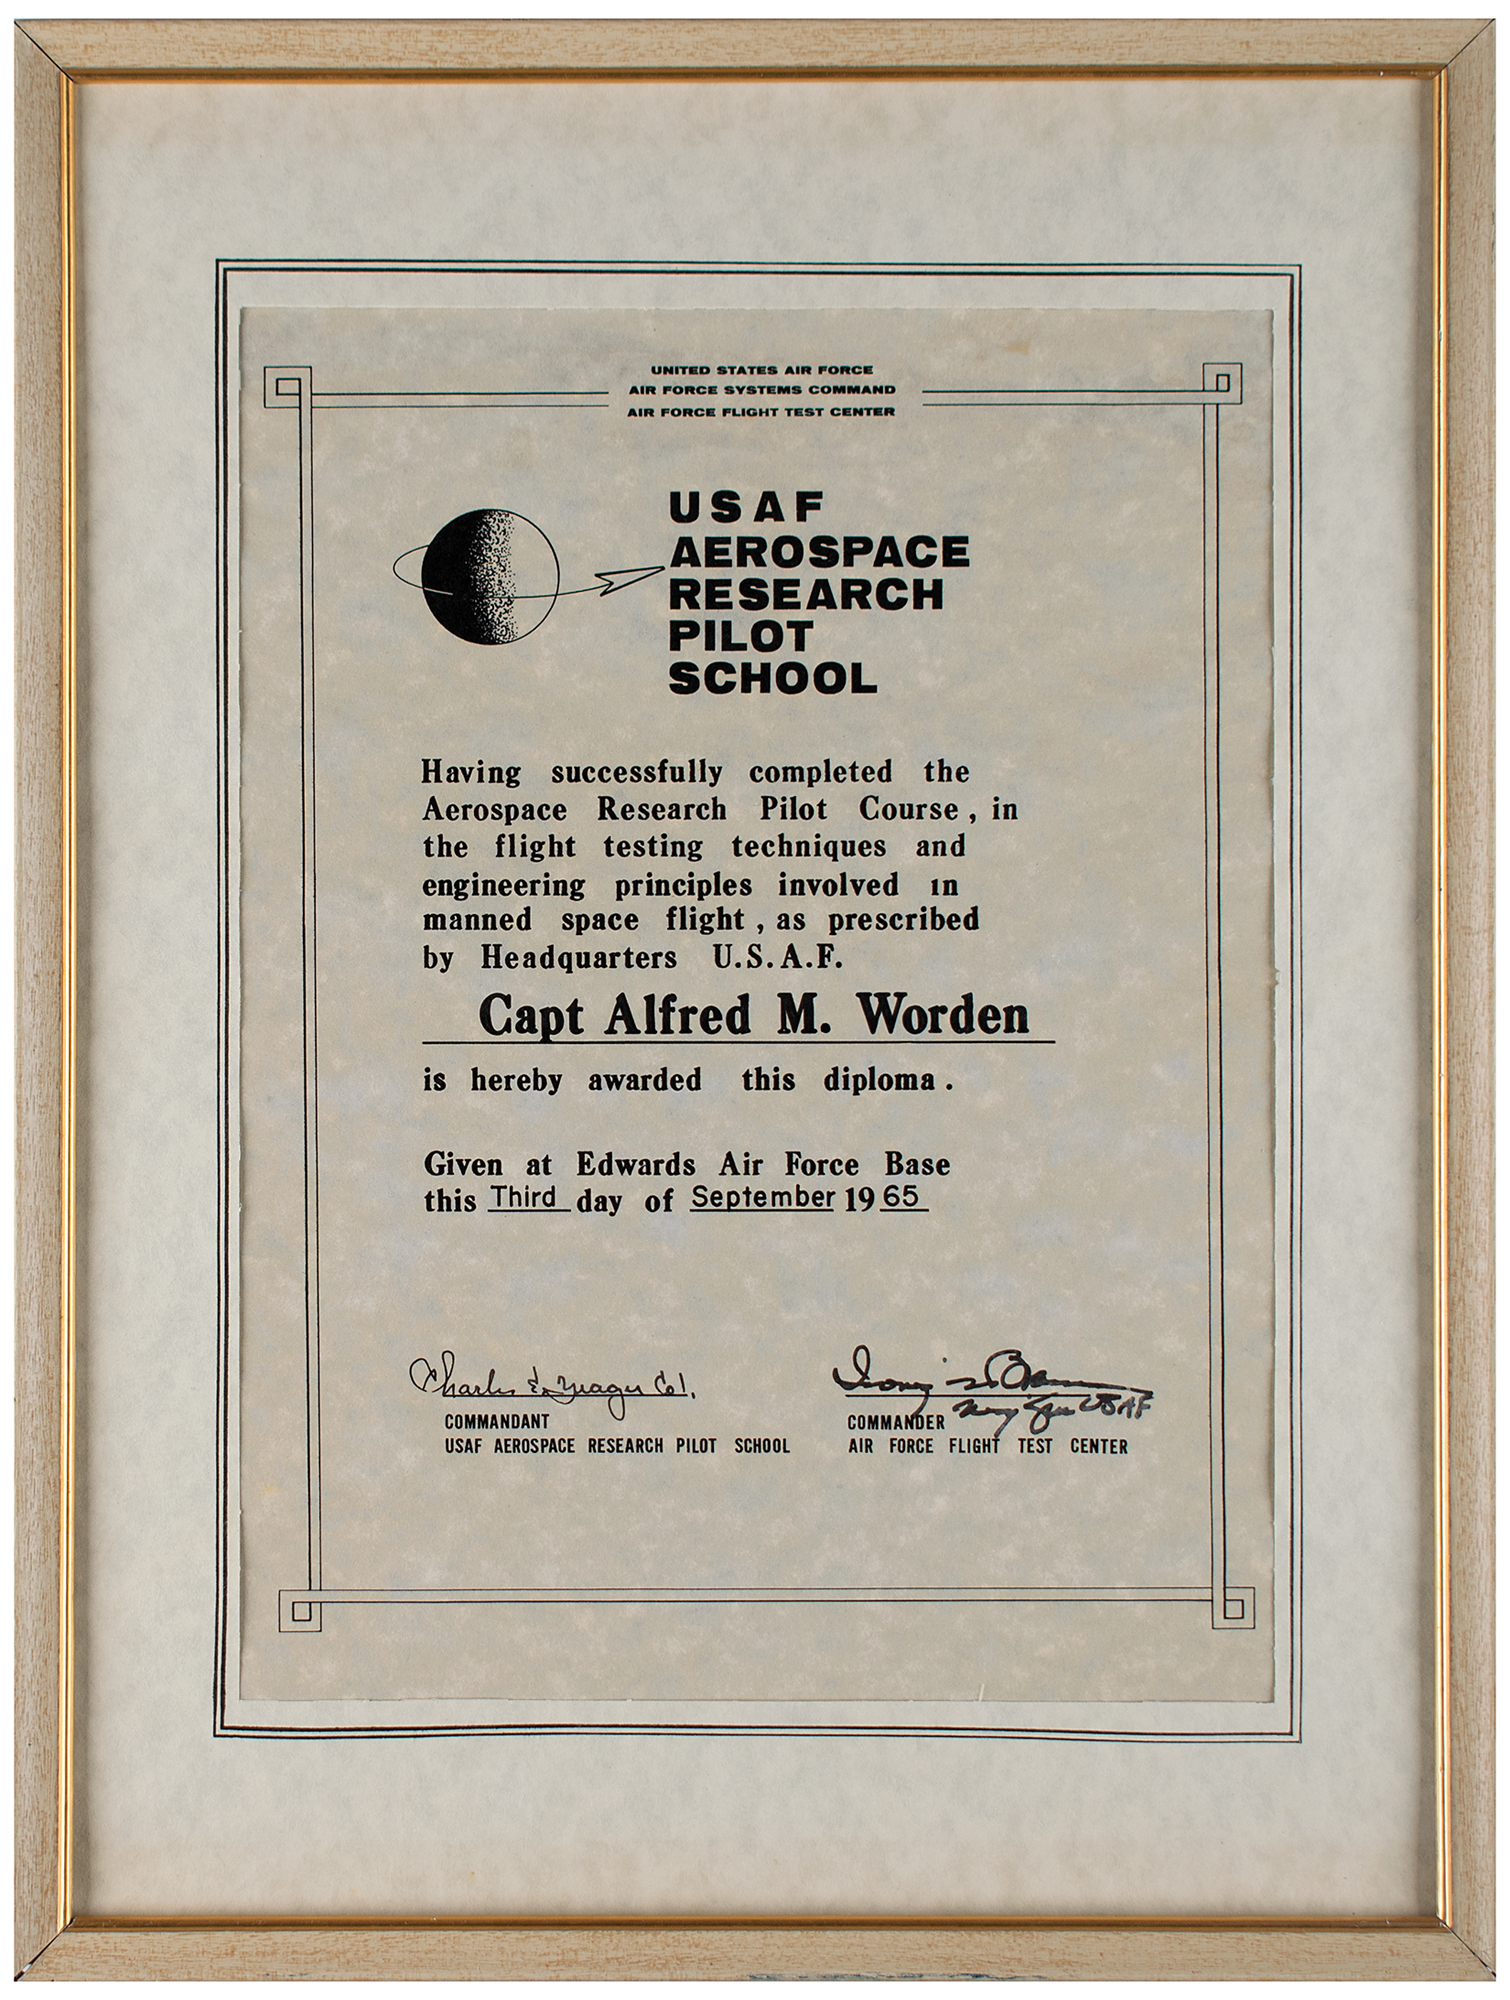 UNITED STATES AIR FORCE
AIR FORCE SYSTEMS COMMAND
AIR FORCE FLIGHT TEST CENTER
USAF
AEROSPACE
RESEARCH
PILOT
SCHOOL
Having successfully completed the
Aerospace Research Pilot Course, in
the flight testing techniques and
engineering principles involved in
manned space flight, as prescribed
by Headquarters U.S.A.F.
Capt Alfred M. Worden
is hereby awarded this diploma.
Given at Edwards Air Force Base
this Third day of September 1965
Charles E. Yeager Col.
COMMANDANT
USAF AEROSPACE RESEARCH PILOT SCHOOL
Irving L. Branch
USAF
COMMANDER
AIR FORCE FLIGHT TEST CENTER